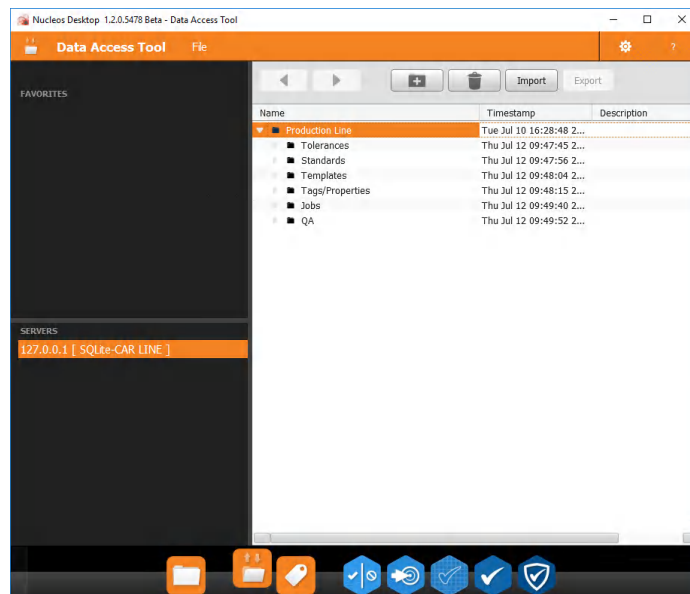 Nucleos Desktop 1.2.0.5478 Beta - Data Access Tool
Data Access Tool File ?
FAVORITES
Import Export
Name Timestamp Description
Production Line Tue Jul 10 16:28:48 2...
Tolerances Thu Jul 12 09:47:45 2...
Standards Thu Jul 12 09:47:56 2...
Templates Thu Jul 12 09:48:04 2...
Tags/Properties Thu Jul 12 09:48:15 2...
Jobs Thu Jul 12 09:49:40 2...
QA Thu Jul 12 09:49:52 2...
SERVERS
127.0.0.1 [ SQLite-CAR LINE ]